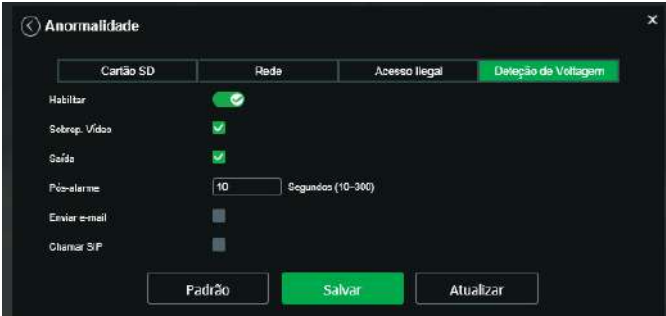 Anormalidade
Cartão SD Rede Acesso Ilegal Deteção de Voltagem
Habilitar
Sobrep. Vídeo
Saída
Pós-alarme 10 Segundos (10~300)
Enviar e-mail
Chamar SIP
Padrão Salvar Atualizar